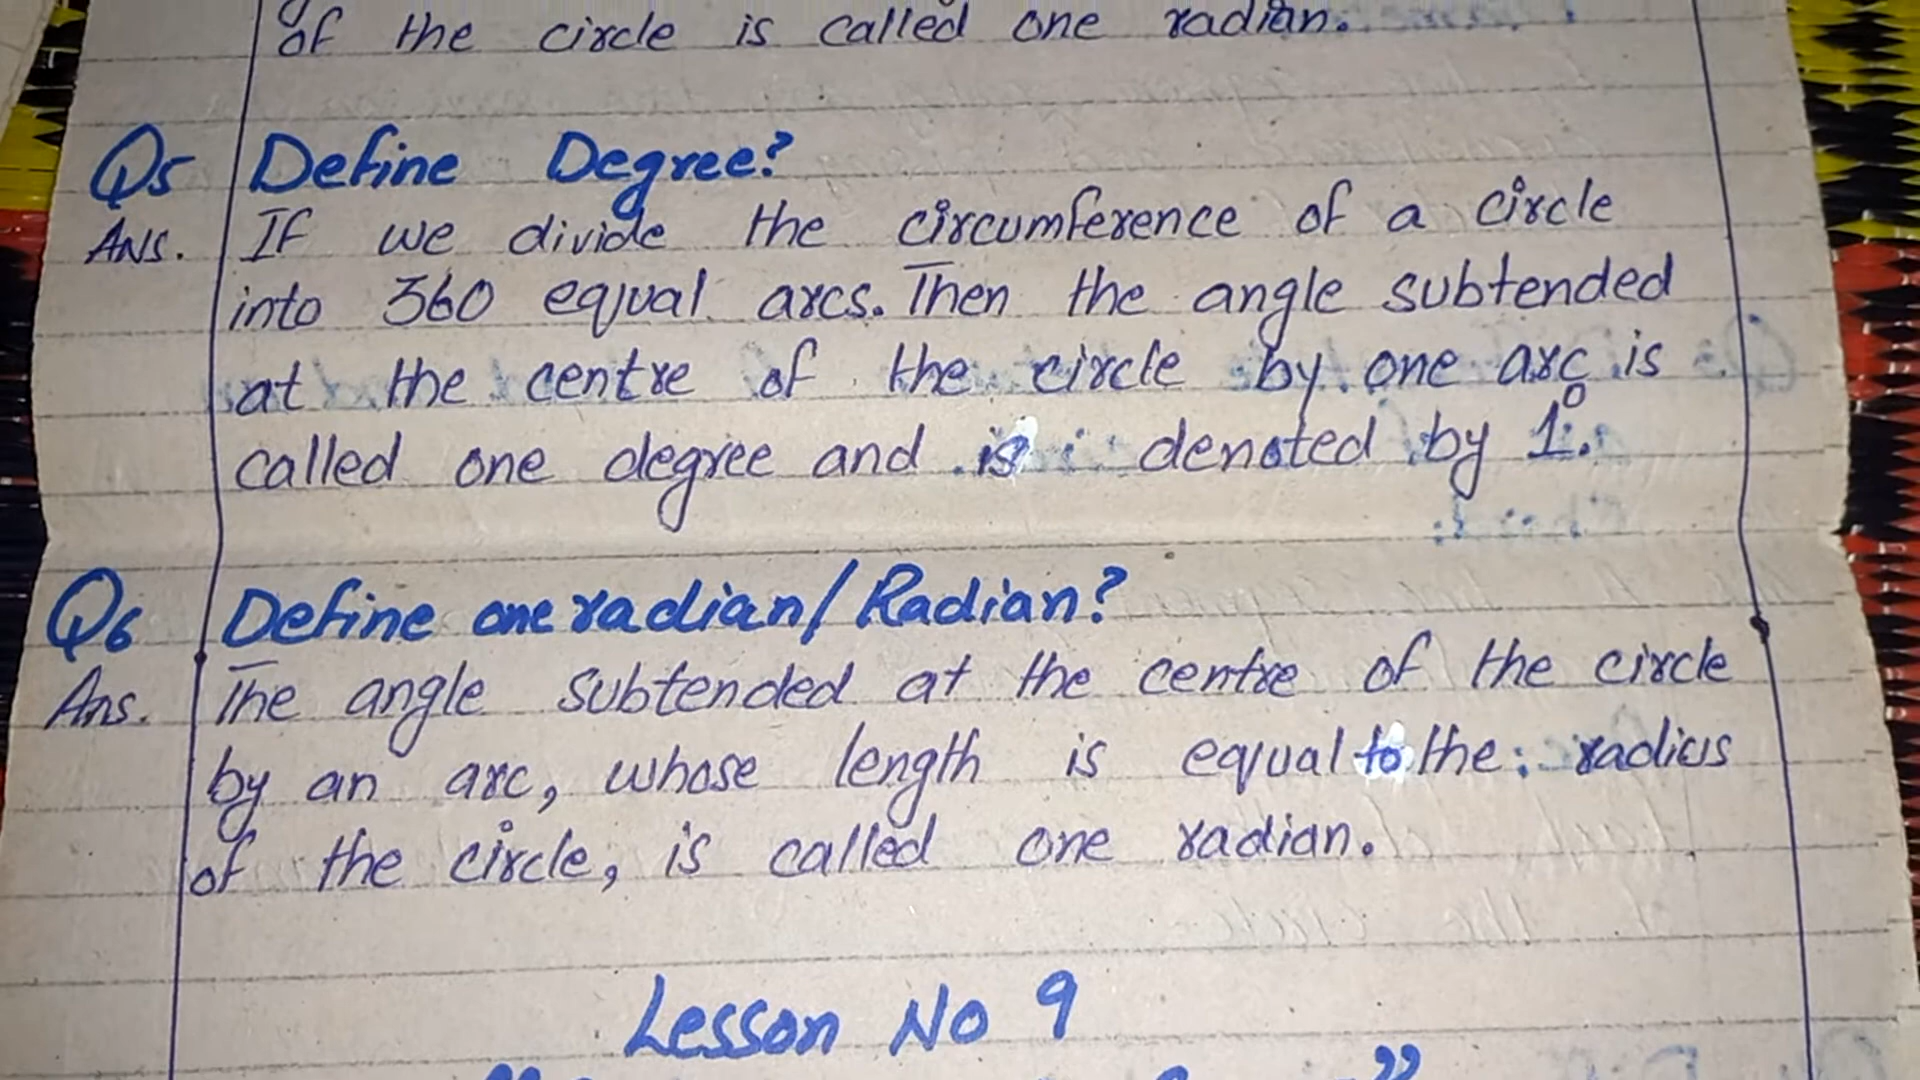 of the circle is called one radian.
Q5 Define Degree?
Ans. If we divide the circumference of a circle
into 360 equal arcs. Then the angle subtended
at the centre of the circle by one arc is
called one degree and is denoted by 1°.
Q6 Define one radian/Radian?
Ans. The angle subtended at the centre of the circle
by an arc, whose length is equal to the radius
of the circle, is called one radian.
Lesson No 9